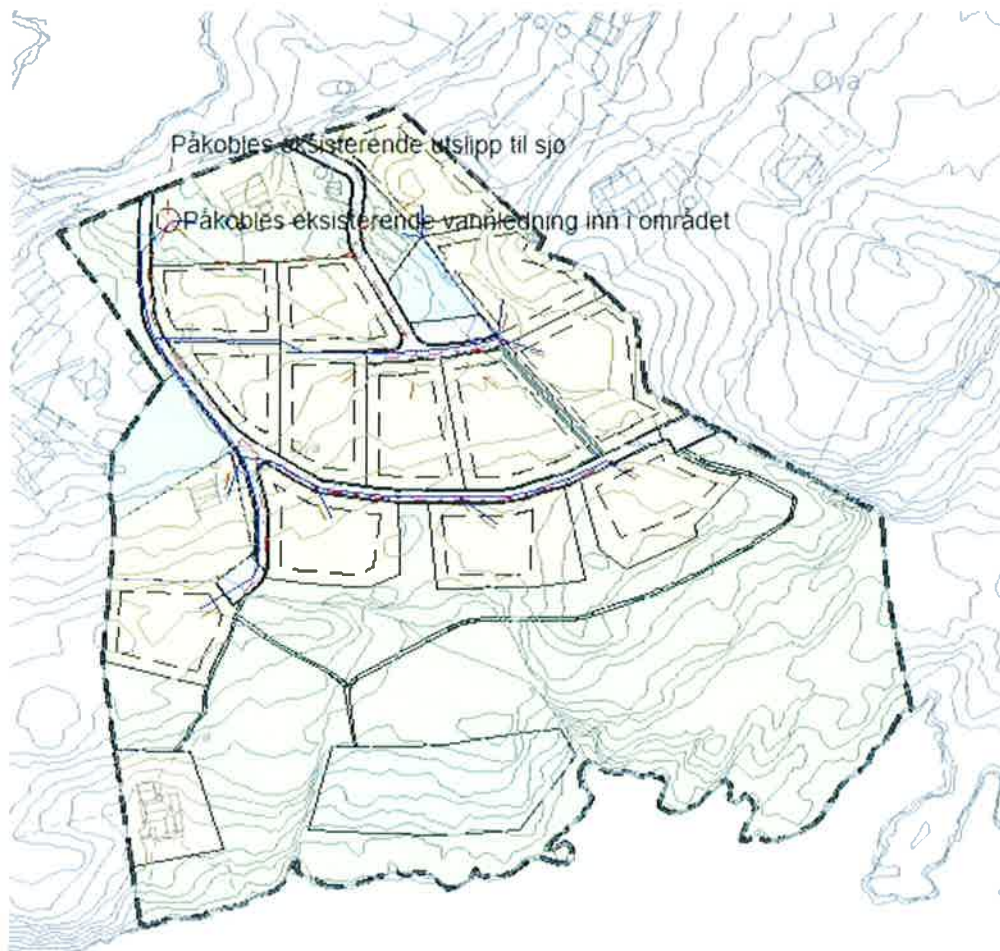 Øya
Påkobles eksisterende utslipp til sjø
Påkobles eksisterende vannledning inn i området